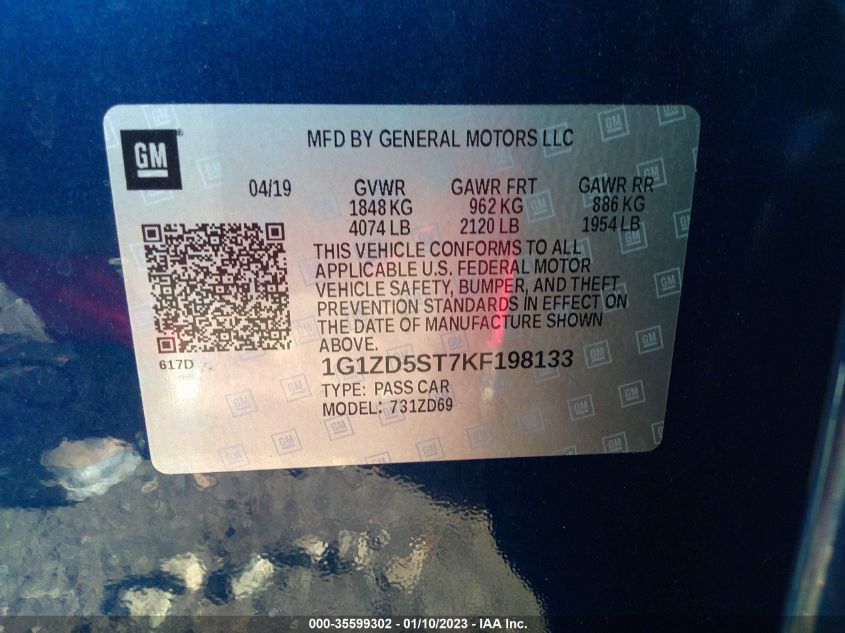 GM
MFD BY GENERAL MOTORS LLC
04/19 GVWR GAWR FRT GAWR RR
1848 KG 962 KG 886 KG
4074 LB 2120 LB 1954 LB
THIS VEHICLE CONFORMS TO ALL
APPLICABLE U.S. FEDERAL MOTOR
VEHICLE SAFETY, BUMPER, AND THEFT
PREVENTION STANDARDS IN EFFECT ON
THE DATE OF MANUFACTURE SHOWN
ABOVE.
617D
1G1ZD5ST7KF198133
TYPE: PASS CAR
MODEL: 731ZD69
000-35599302 - 01/10/2023 - IAA Inc.